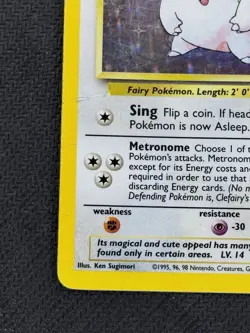 Fairy Pokémon. Length: 2' 0"
Sing Flip a coin. If head
Pokémon is now Asleep.
Metronome Choose 1 of t
Pokémon's attacks. Metronom
except for its Energy costs and
required in order to use that
discarding Energy cards. (No m
Defending Pokémon is, Clefairy's
weakness
resistance
-30
Its magical and cute appeal has many
found only in certain areas. LV. 14
Illus. Ken Sugimori
©1995, 96, 98 Nintendo, Creatures, G